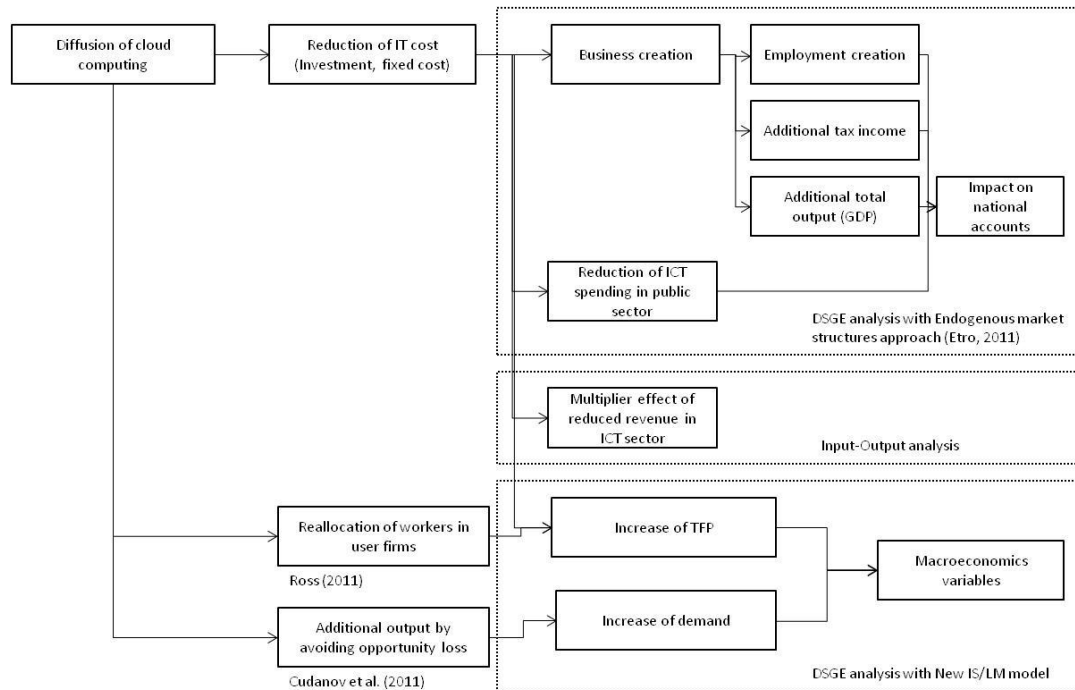 Diffusion of cloud
computing
Reduction of IT cost
(Investment, fixed cost)
Business creation
Employment creation
Additional tax income
Additional total
output (GDP)
Impact on
national
accounts
Reduction of ICT
spending in public
sector
DSGE analysis with Endogenous market
structures approach (Etro, 2011)
Multiplier effect of
reduced revenue in
ICT sector
Input-Output analysis
Reallocation of workers in
user firms
Ross (2011)
Increase of TFP
Macroeconomics
variables
Additional output by
avoiding opportunity loss
Cudanov et al. (2011)
Increase of demand
DSGE analysis with New IS/LM model